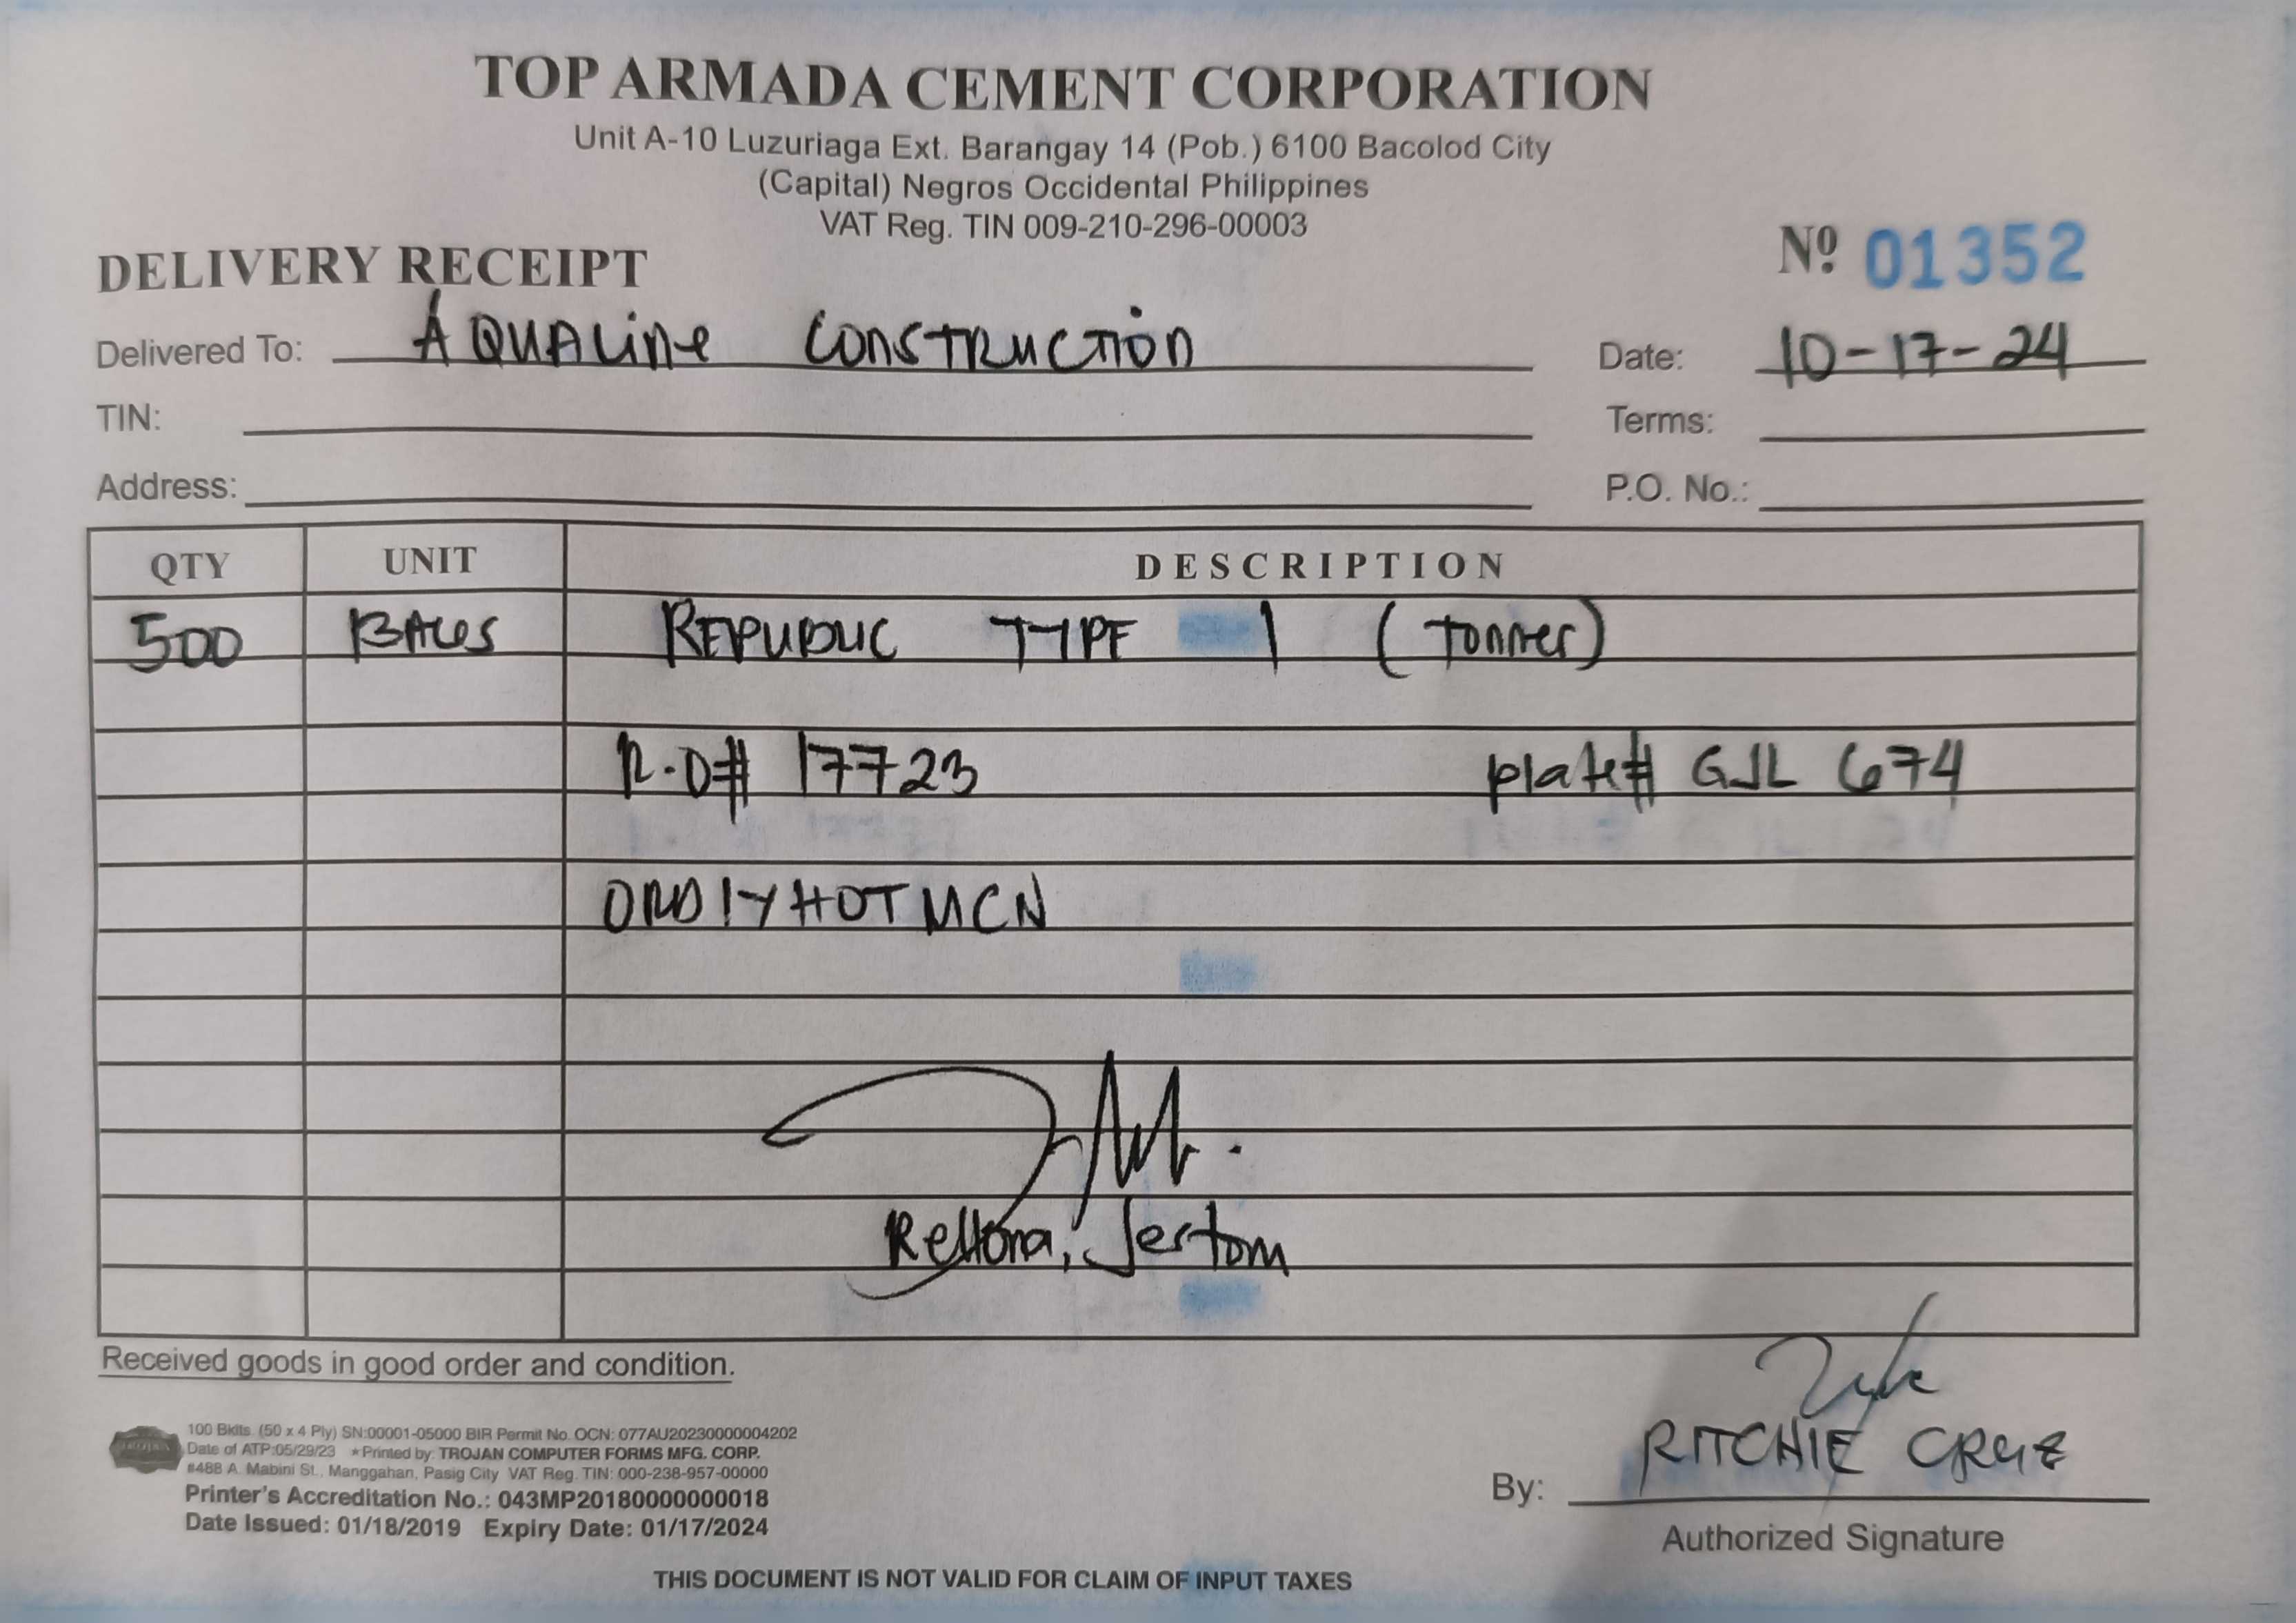 TOP ARMADA CEMENT CORPORATION
Unit A-10 Luzuriaga Ext. Barangay 14 (Pob.) 6100 Bacolod City
(Capital) Negros Occidental Philippines
VAT Reg. TIN 009-210-296-00003
DELIVERY RECEIPT Nº 01352
Delivered To: AQUALine CONSTRUCTION Date: 10-17-24
TIN: Terms:
Address: P.O. No.:
QTY UNIT DESCRIPTION
500 BAGS REPUBLIC TYPE 1 (Tonner)
R.O# 17723 plate# GJL 674
ORD1YHOTMCN
Rellona, Jestom
Received goods in good order and condition.
100 Bklts. (50 x 4 Ply) SN:00001-05000 BIR Permit No. OCN: 077AU20230000004202
Date of ATP:05/29/23 ★Printed by: TROJAN COMPUTER FORMS MFG. CORP.
#488 A. Mabini St., Manggahan, Pasig City VAT Reg. TIN: 000-238-957-00000
Printer's Accreditation No.: 043MP20180000000018
Date Issued: 01/18/2019 Expiry Date: 01/17/2024
By: RITCHIE CRUZ
Authorized Signature
THIS DOCUMENT IS NOT VALID FOR CLAIM OF INPUT TAXES